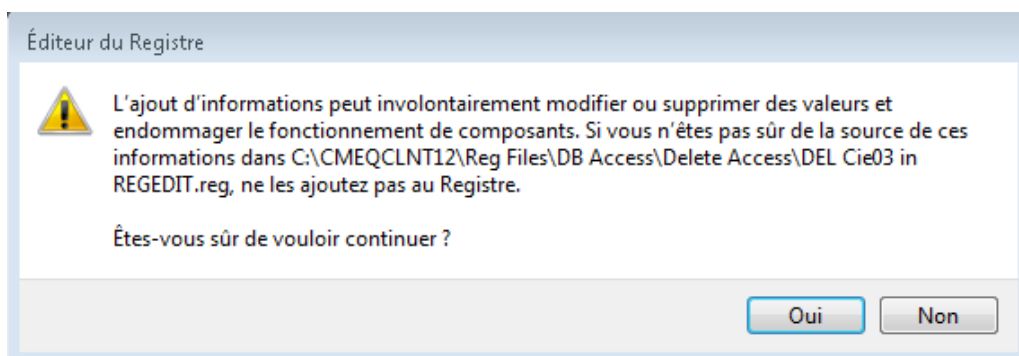 Éditeur du Registre
L'ajout d'informations peut involontairement modifier ou supprimer des valeurs et
endommager le fonctionnement de composants. Si vous n'êtes pas sûr de la source de ces
informations dans C:\CMEQCLNT12\Reg Files\DB Access\Delete Access\DEL Cie03 in
REGEDIT.reg, ne les ajoutez pas au Registre.
Êtes-vous sûr de vouloir continuer ?
Oui Non